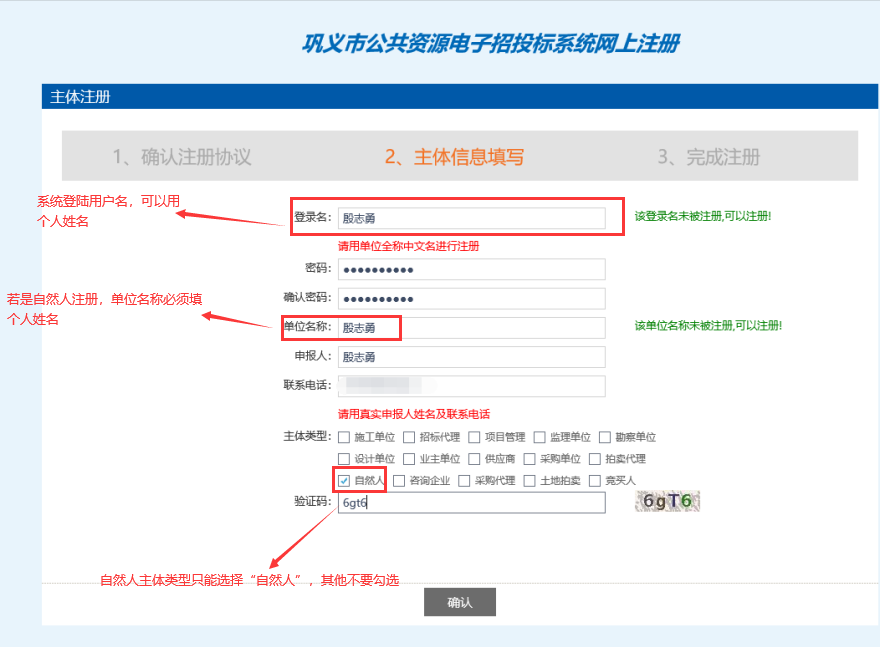 巩义市公共资源电子招投标系统网上注册
主体注册
1、确认注册协议 2、主体信息填写 3、完成注册
系统登陆用户名，可以用
个人姓名
登录名： 殷志勇 该登录名未被注册,可以注册!
请用单位全称中文名进行注册
密码： ●●●●●●●●●●
若是自然人注册，单位名称必须填
个人姓名
确认密码： ●●●●●●●●●●
单位名称： 殷志勇 该单位名称未被注册,可以注册!
申报人： 殷志勇
联系电话：
请用真实申报人姓名及联系电话
主体类型： 施工单位 招标代理 项目管理 监理单位 勘察单位
设计单位 业主单位 供应商 采购单位 拍卖代理
自然人 咨询企业 采购代理 土地拍卖 竞买人
验证码： 6gt6 6gT6
自然人主体类型只能选择“自然人”，其他不要勾选
确认